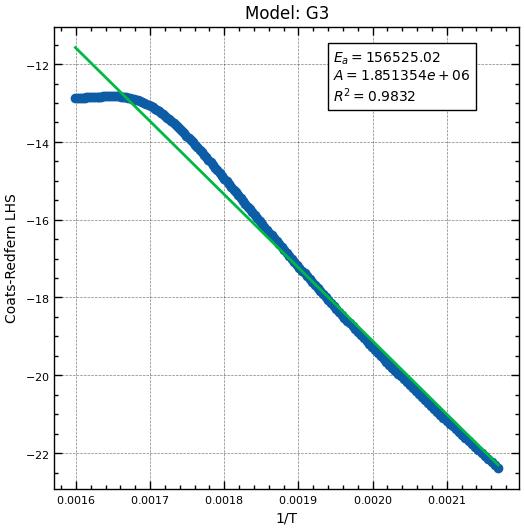 Model: G3
E_a = 156525.02
A = 1.851354e + 06
R² = 0.9832
Coats-Redfern LHS
−12
−14
−16
−18
−20
−22
0.0016 0.0017 0.0018 0.0019 0.0020 0.0021
1/T